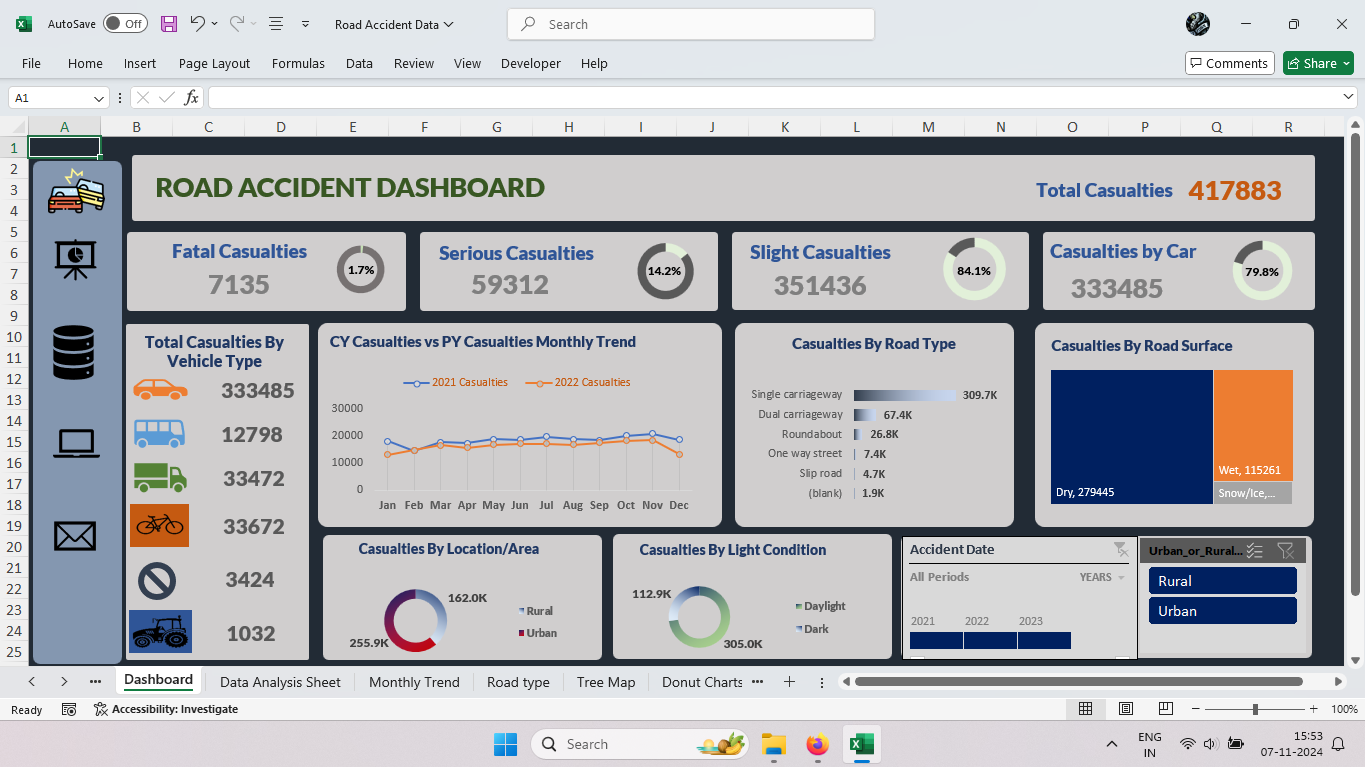 AutoSave Off Road Accident Data Search
File Home Insert Page Layout Formulas Data Review View Developer Help Comments Share
A1 fx
A B C D E F G H I J K L M N O P Q R
1
2
3
4
5
6
7
8
9
10
11
12
13
14
15
16
17
18
19
20
21
22
23
24
25
ROAD ACCIDENT DASHBOARD
Total Casualties 417883
Fatal Casualties
7135
1.7%
Serious Casualties
59312
14.2%
Slight Casualties
351436
84.1%
Casualties by Car
333485
79.8%
Total Casualties By
Vehicle Type
333485
12798
33472
33672
3424
1032
CY Casualties vs PY Casualties Monthly Trend
2021 Casualties 2022 Casualties
30000
20000
10000
0
Jan Feb Mar Apr May Jun Jul Aug Sep Oct Nov Dec
Casualties By Road Type
Single carriageway 309.7K
Dual carriageway 67.4K
Roundabout 26.8K
One way street 7.4K
Slip road 4.7K
(blank) 1.9K
Casualties By Road Surface
Dry, 279445
Wet, 115261
Snow/Ice,...
Casualties By Location/Area
162.0K
255.9K
Rural
Urban
Casualties By Light Condition
112.9K
305.0K
Daylight
Dark
Accident Date
All Periods YEARS
2021 2022 2023
Urban_or_Rural...
Rural
Urban
Dashboard Data Analysis Sheet Monthly Trend Road type Tree Map Donut Charts
Ready Accessibility: Investigate 100%
Search
ENG
IN
15:53
07-11-2024